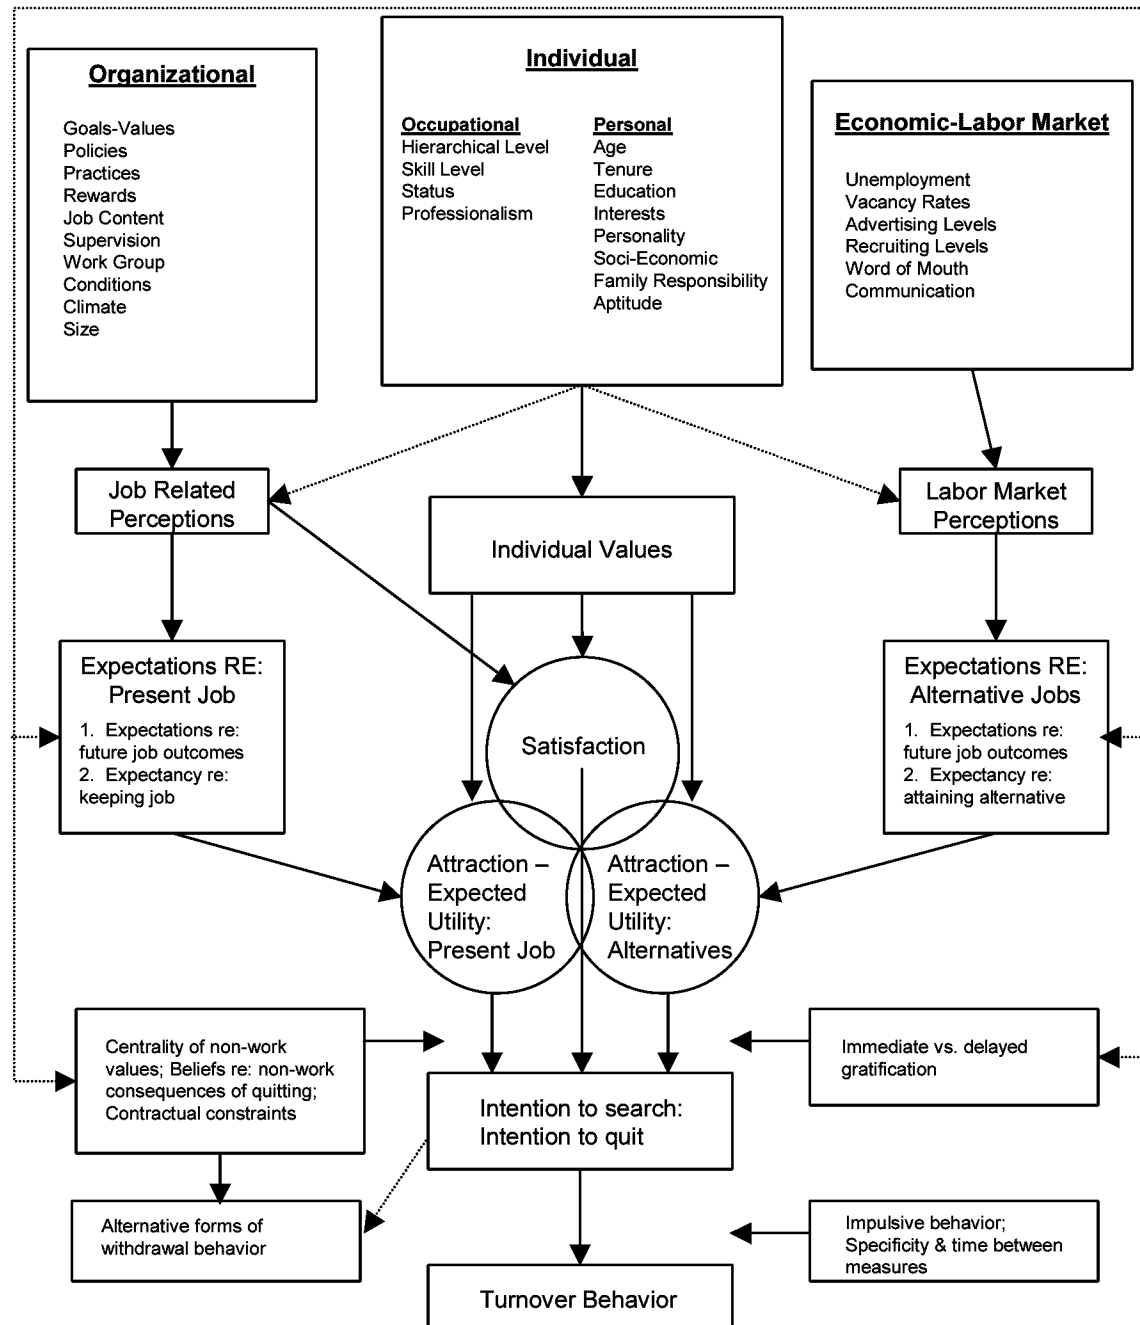 Organizational
Goals-Values
Policies
Practices
Rewards
Job Content
Supervision
Work Group
Conditions
Climate
Size
Individual
Occupational
Hierarchical Level
Skill Level
Status
Professionalism
Personal
Age
Tenure
Education
Interests
Personality
Soci-Economic
Family Responsibility
Aptitude
Economic-Labor Market
Unemployment
Vacancy Rates
Advertising Levels
Recruiting Levels
Word of Mouth
Communication
Job Related
Perceptions
Individual Values
Labor Market
Perceptions
Expectations RE:
Present Job
1. Expectations re:
future job outcomes
2. Expectancy re:
keeping job
Satisfaction
Expectations RE:
Alternative Jobs
1. Expectations re:
future job outcomes
2. Expectancy re:
attaining alternative
Attraction –
Expected
Utility:
Present Job
Attraction –
Expected
Utility:
Alternatives
Centrality of non-work
values; Beliefs re: non-work
consequences of quitting;
Contractual constraints
Immediate vs. delayed
gratification
Intention to search:
Intention to quit
Alternative forms of
withdrawal behavior
Impulsive behavior;
Specificity & time between
measures
Turnover Behavior